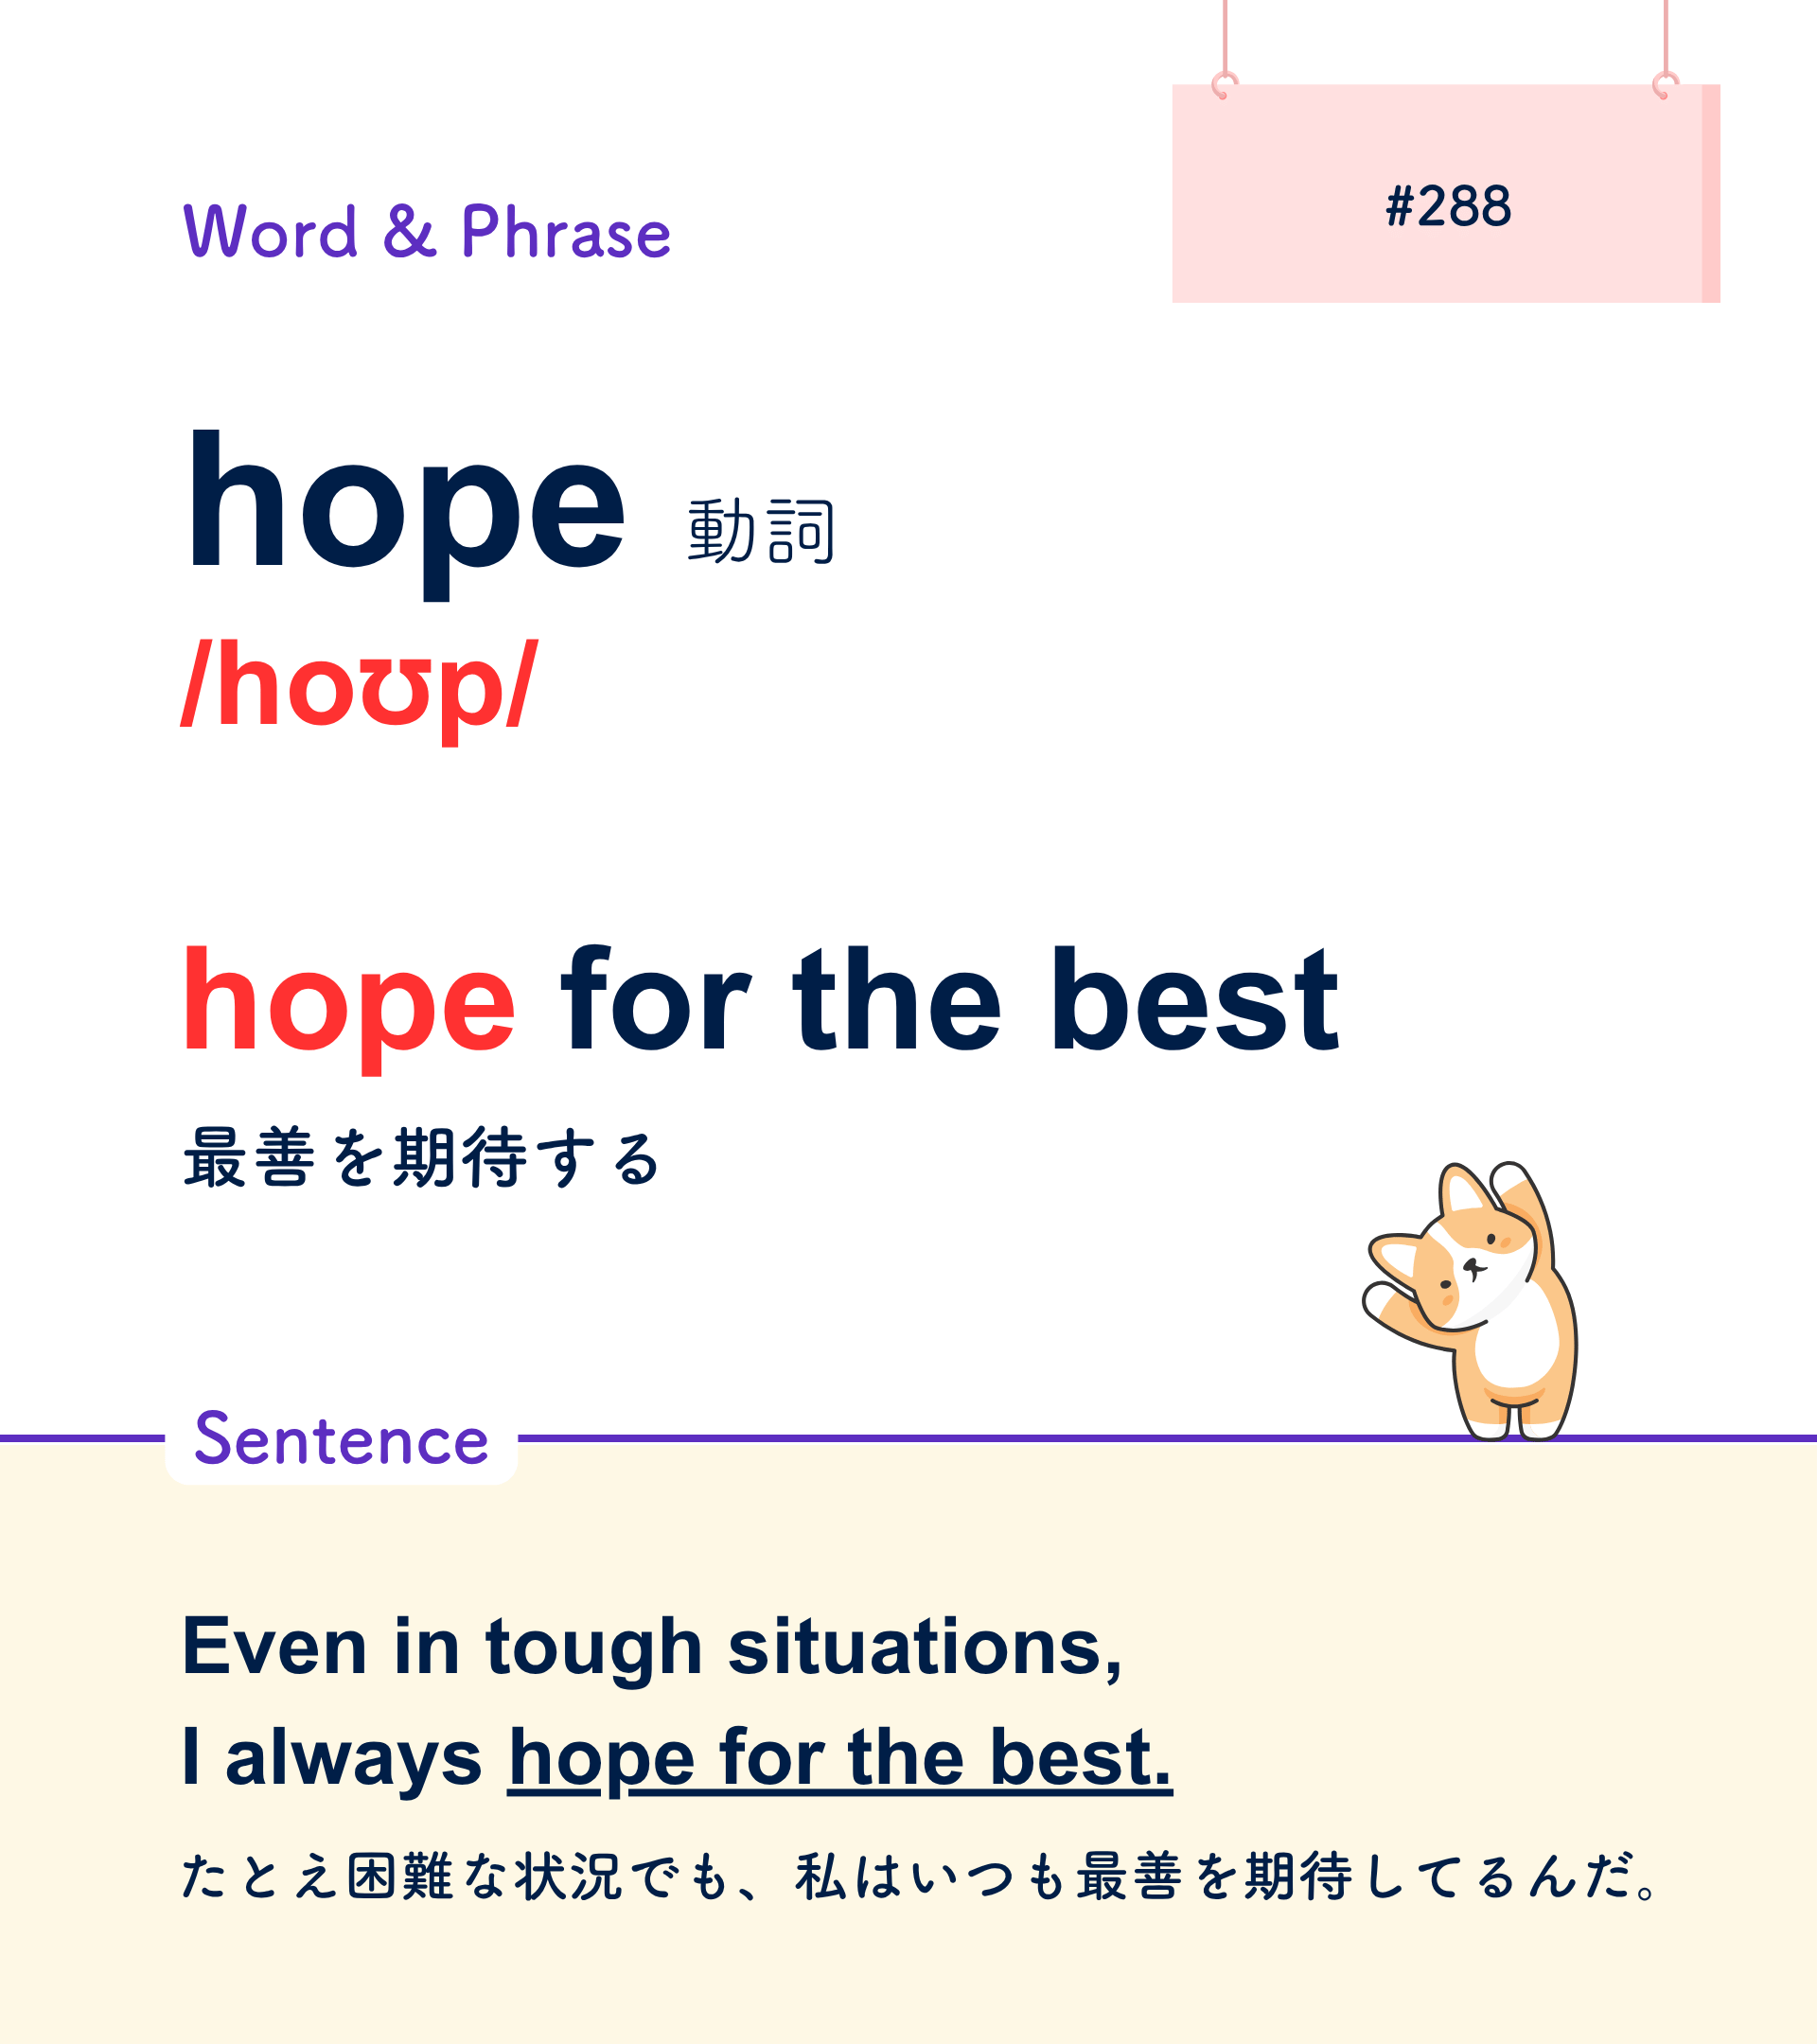 Word & Phrase
#288
hope 動詞
/hoʊp/
hope for the best
最善を期待する
Sentence
Even in tough situations,
I always hope for the best.
たとえ困難な状況でも、私はいつも最善を期待してるんだ。